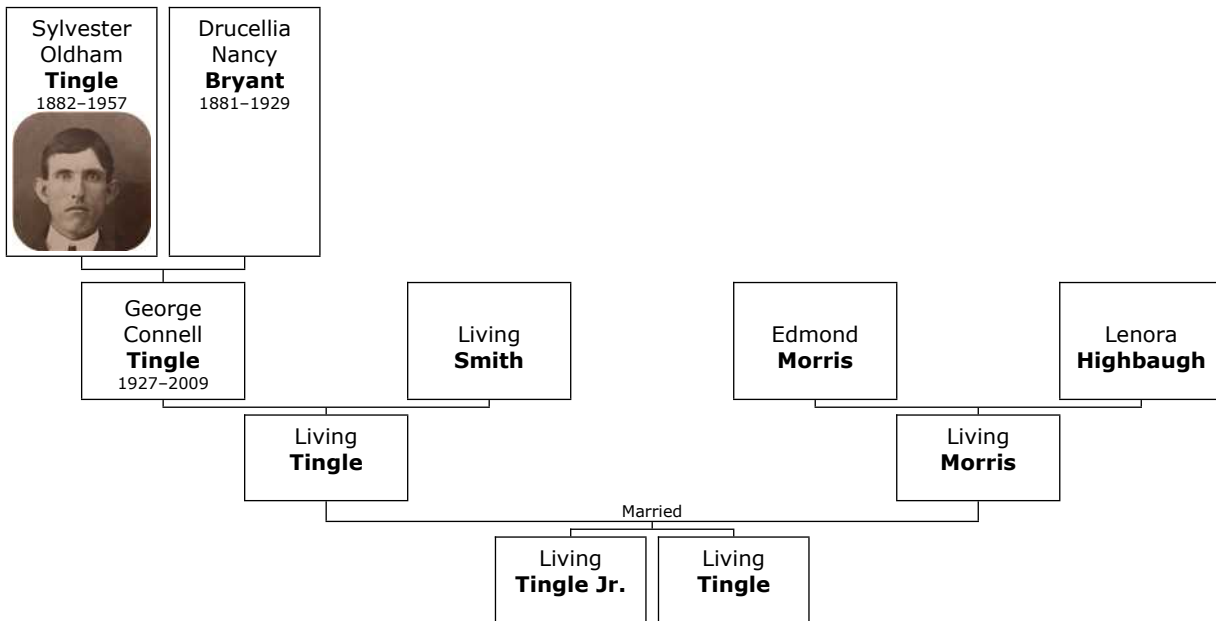 Sylvester
Oldham
Tingle
1882–1957
Drucellia
Nancy
Bryant
1881–1929
George
Connell
Tingle
1927–2009
Living
Smith
Edmond
Morris
Lenora
Highbaugh
Living
Tingle
Living
Morris
Married
Living
Tingle Jr.
Living
Tingle